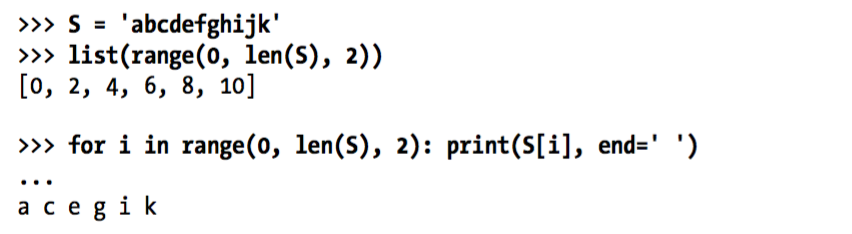 >>> S = 'abcdefghijk'
>>> list(range(0, len(S), 2))
[0, 2, 4, 6, 8, 10]
>>> for i in range(0, len(S), 2): print(S[i], end=' ')
...
a c e g i k